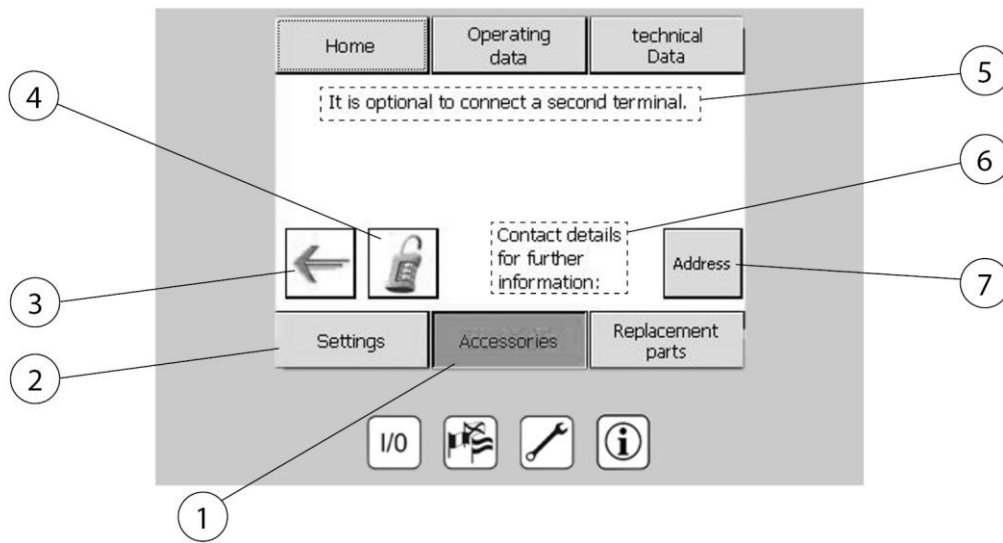 Home
Operating
data
technical
Data
It is optional to connect a second terminal.
5
4
6
Contact details
for further
information:
Address
3
7
Settings
Accessories
Replacement
parts
2
I/0
i
1